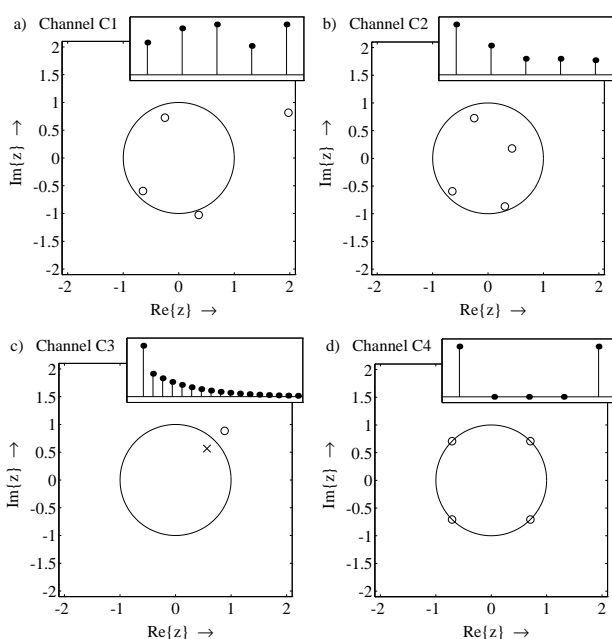 a) Channel C1
2
1.5
1
0.5
0
-0.5
-1
-1.5
-2
Im{z} →
-2 -1 0 1 2
Re{z} →
b) Channel C2
2
1.5
1
0.5
0
-0.5
-1
-1.5
-2
Im{z} →
-2 -1 0 1 2
Re{z} →
c) Channel C3
2
1.5
1
0.5
0
-0.5
-1
-1.5
-2
Im{z} →
-2 -1 0 1 2
Re{z} →
d) Channel C4
2
1.5
1
0.5
0
-0.5
-1
-1.5
-2
Im{z} →
-2 -1 0 1 2
Re{z} →